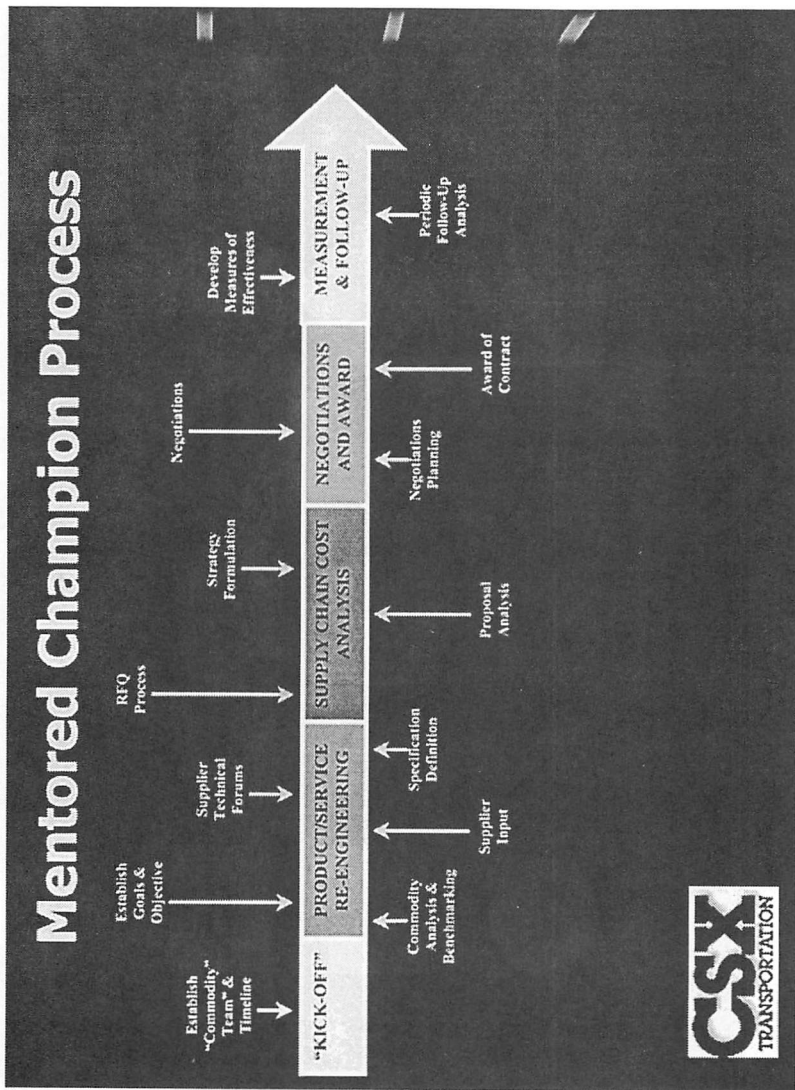 Mentored Champion Process
Establish
"Commodity"
Team" &
Timeline
Establish
Goals &
Objective
Supplier
Technical
Forums
RFQ
Process
Strategy
Formulation
Negotiations
Develop
Measures of
Effectiveness
"KICK-OFF"
PRODUCT/SERVICE
RE-ENGINEERING
SUPPLY CHAIN COST
ANALYSIS
NEGOTIATIONS
AND AWARD
MEASUREMENT
& FOLLOW-UP
Commodity
Analysis &
Benchmarking
Supplier
Input
Specification
Definition
Proposal
Analysis
Negotiations
Planning
Award of
Contract
Periodic
Follow-Up
Analysis
CSX
TRANSPORTATION